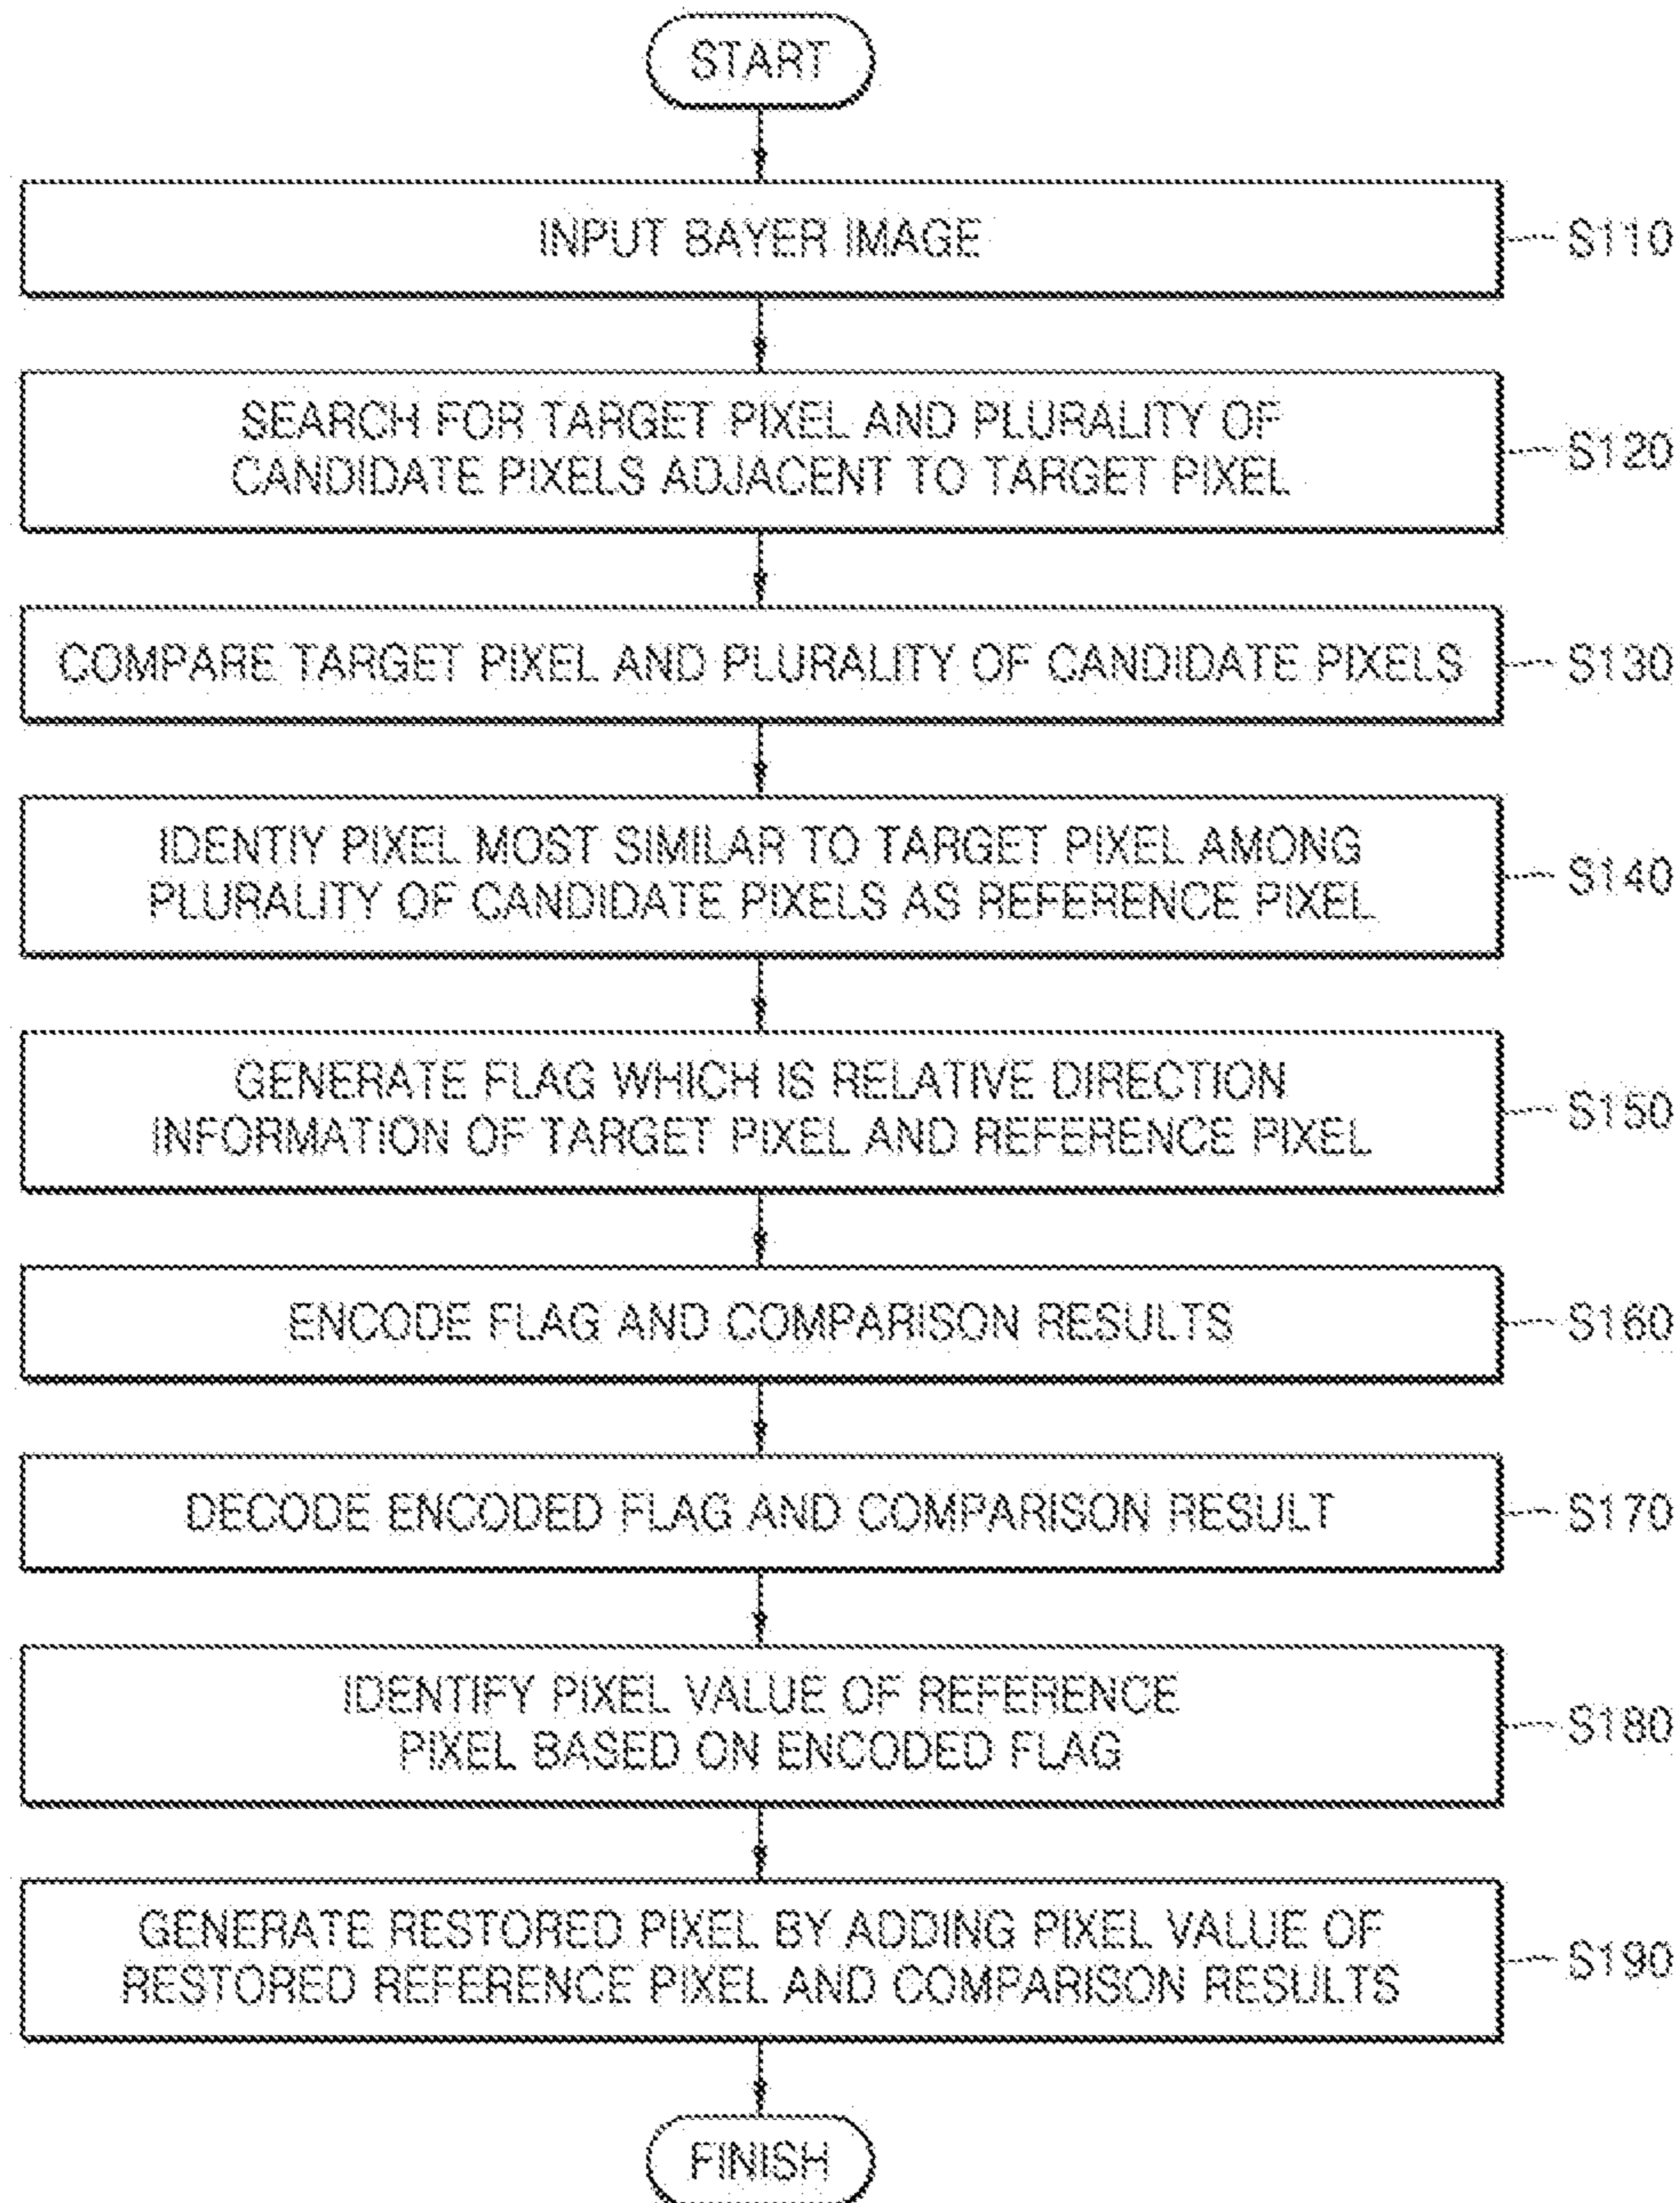 START
INPUT BAYER IMAGE
S110
SEARCH FOR TARGET PIXEL AND PLURALITY OF
CANDIDATE PIXELS ADJACENT TO TARGET PIXEL
S120
COMPARE TARGET PIXEL AND PLURALITY OF CANDIDATE PIXELS
S130
IDENTIY PIXEL MOST SIMILAR TO TARGET PIXEL AMONG
PLURALITY OF CANDIDATE PIXELS AS REFERENCE PIXEL
S140
GENERATE FLAG WHICH IS RELATIVE DIRECTION
INFORMATION OF TARGET PIXEL AND REFERENCE PIXEL
S150
ENCODE FLAG AND COMPARISON RESULTS
S160
DECODE ENCODED FLAG AND COMPARISON RESULT
S170
IDENTIFY PIXEL VALUE OF REFERENCE
PIXEL BASED ON ENCODED FLAG
S180
GENERATE RESTORED PIXEL BY ADDING PIXEL VALUE OF
RESTORED REFERENCE PIXEL AND COMPARISON RESULTS
S190
FINISH